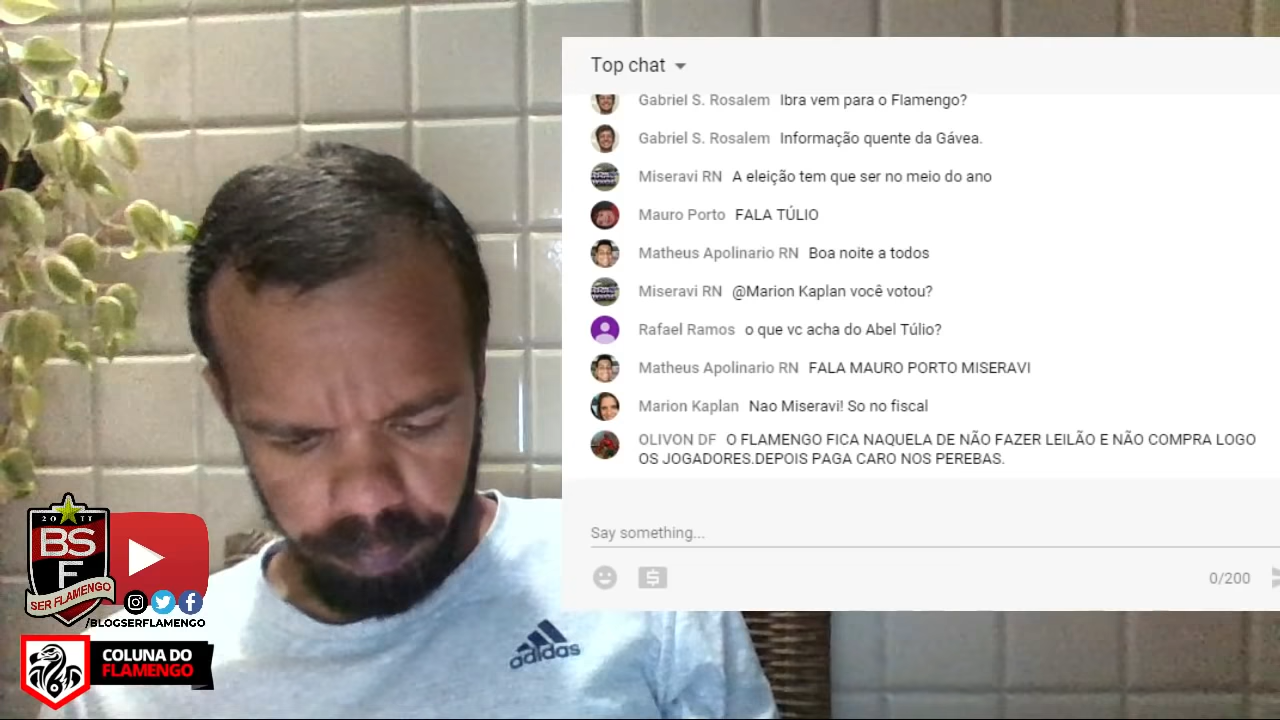 Top chat
Gabriel S. Rosalem Ibra vem para o Flamengo?
Gabriel S. Rosalem Informação quente da Gávea.
Miseravi RN A eleição tem que ser no meio do ano
Mauro Porto FALA TÚLIO
Matheus Apolinario RN Boa noite a todos
Miseravi RN @Marion Kaplan você votou?
Rafael Ramos o que vc acha do Abel Túlio?
Matheus Apolinario RN FALA MAURO PORTO MISERAVI
Marion Kaplan Nao Miseravi! So no fiscal
OLIVON DF O FLAMENGO FICA NAQUELA DE NÃO FAZER LEILÃO E NÃO COMPRA LOGO
OS JOGADORES.DEPOIS PAGA CARO NOS PEREBAS.
Say something...
0/200
20 11
BS
F
SER FLAMENGO
/BLOGSERFLAMENGO
COLUNA DO
FLAMENGO
adidas